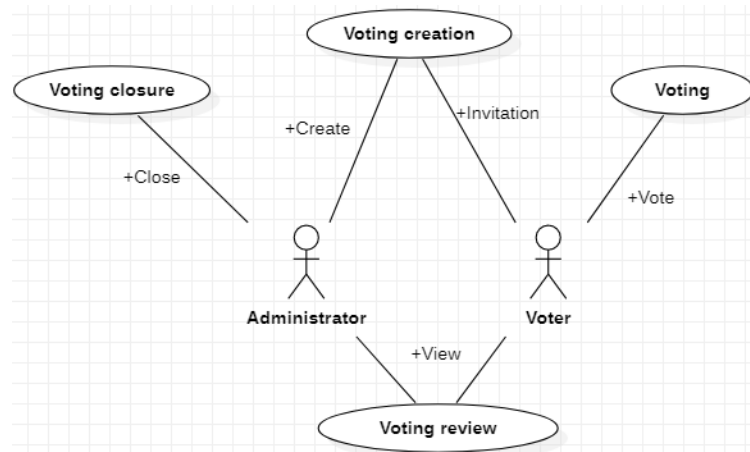 Voting creation
Voting closure
Voting
+Invitation
+Create
+Close
+Vote
Administrator
Voter
+View
Voting review